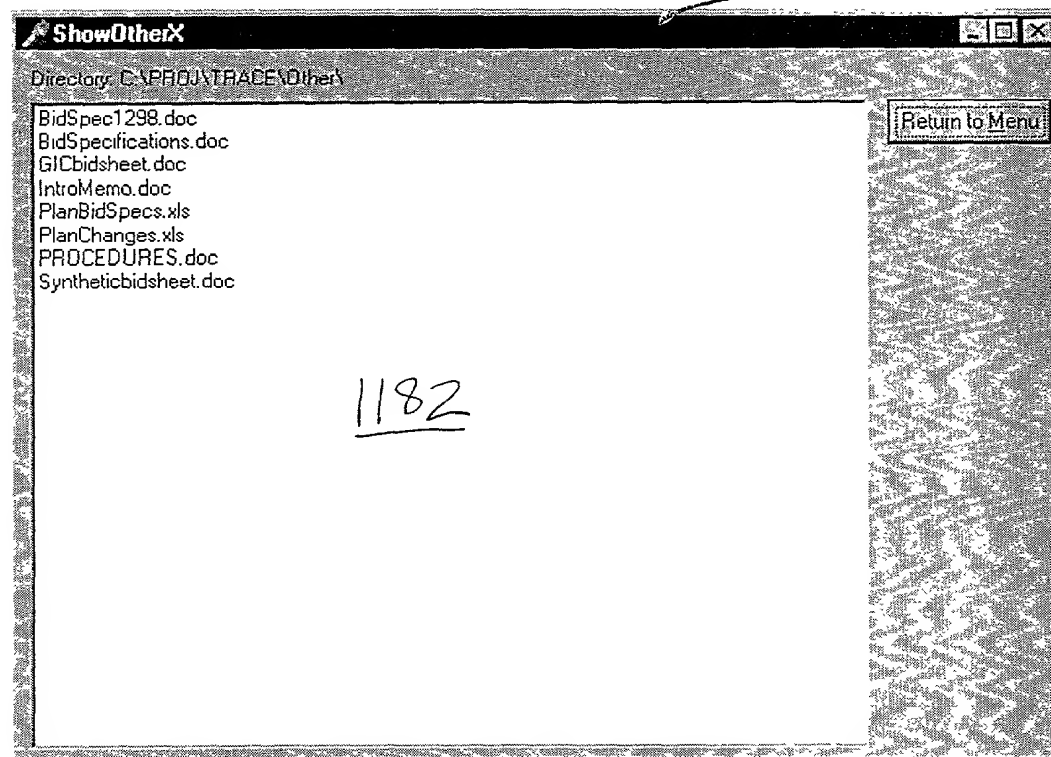 ShowOtherX
Directory: C:\PROJ\TRACE\Other\
BidSpec1298.doc
BidSpecifications.doc
GICbidsheet.doc
IntroMemo.doc
PlanBidSpecs.xls
PlanChanges.xls
PROCEDURES.doc
Syntheticbidsheet.doc
Return to Menu
1182